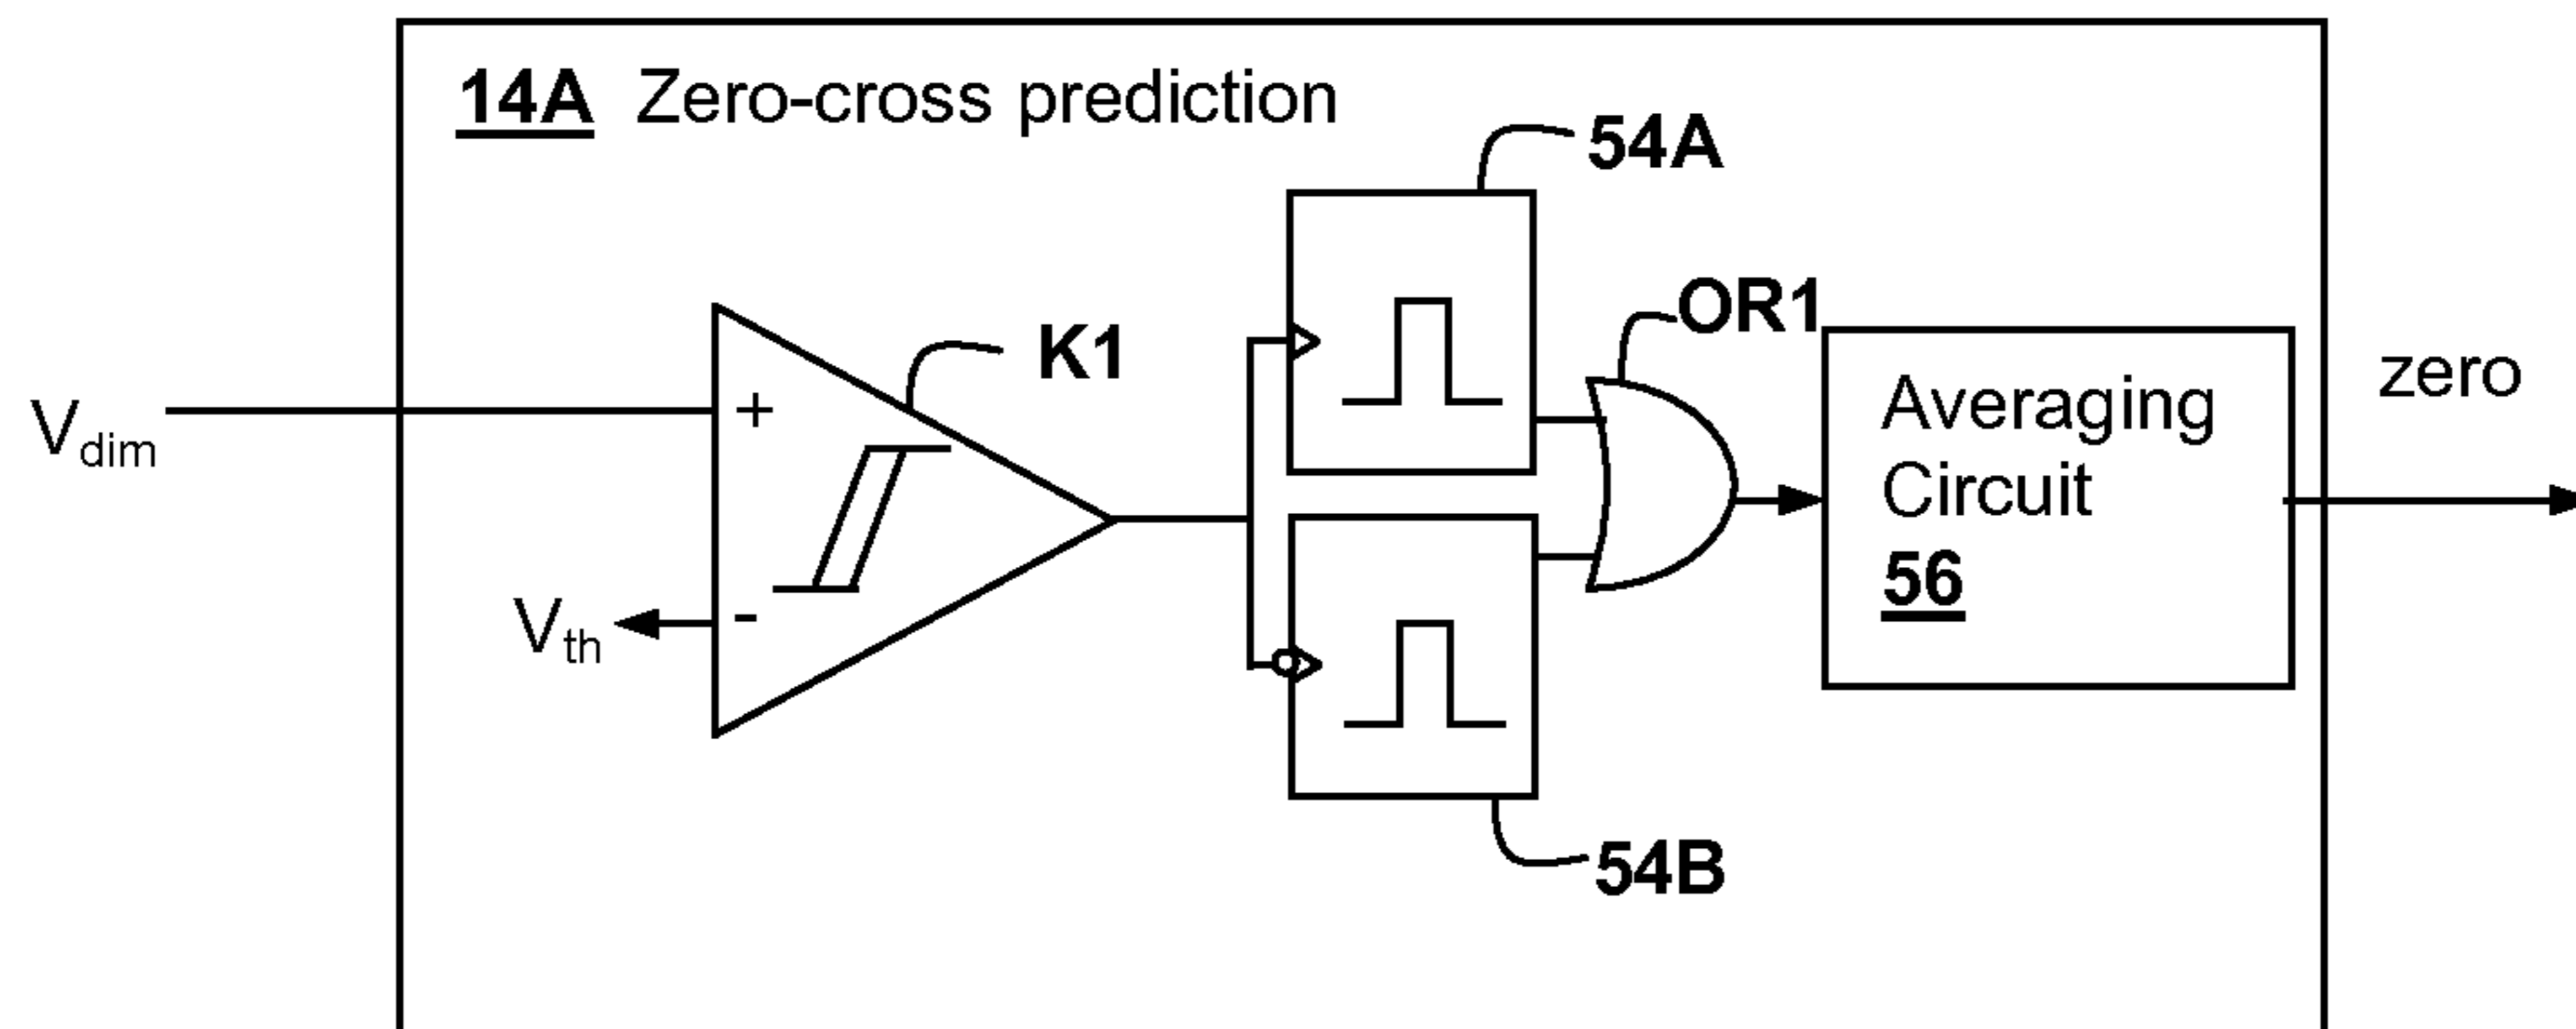 14A Zero-cross prediction
54A
OR1
K1
Averaging
Circuit
56
zero
Vdim
+
-
Vth
54B